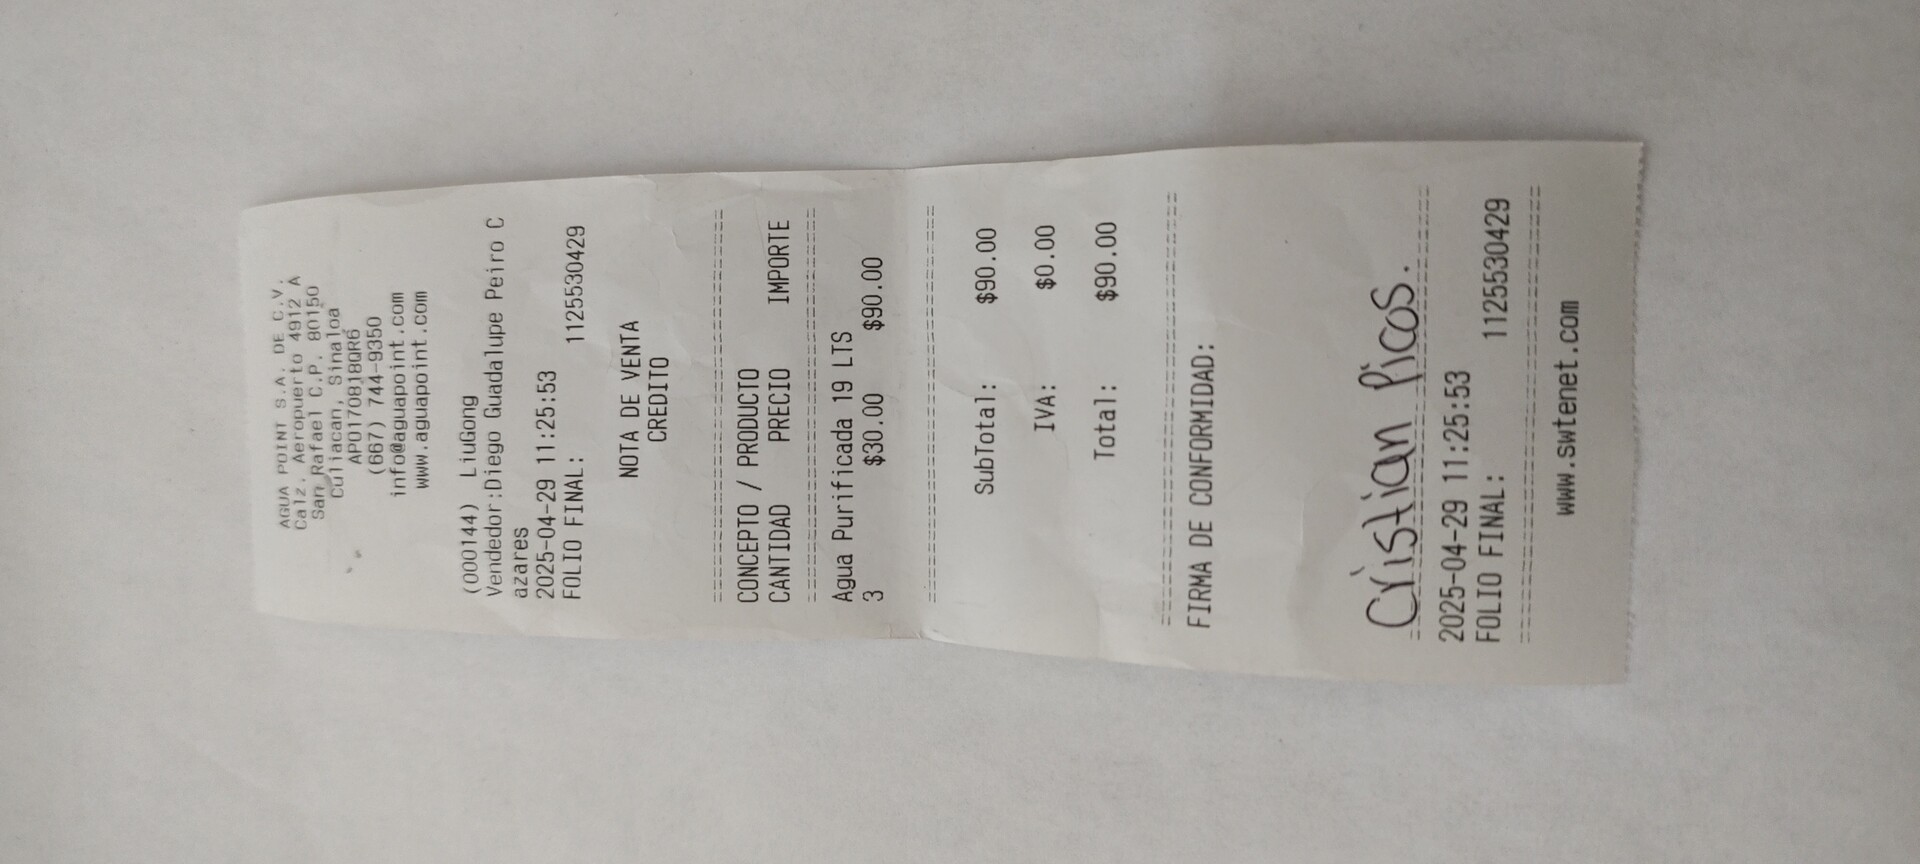 AGUA POINT S.A. DE C.V.
Calz. Aeropuerto 4912 A
San Rafael C.P. 80150
Culiacan, Sinaloa
APO170818QR6
(667) 744-9350
info@aguapoint.com
www.aguapoint.com
(000144) LiuGong
Vendedor:Diego Guadalupe Peiro C
azares
2025-04-29 11:25:53
FOLIO FINAL: 1125530429
NOTA DE VENTA
CREDITO
================================
CONCEPTO / PRODUCTO
CANTIDAD PRECIO IMPORTE
================================
Agua Purificada 19 LTS
3 $30.00 $90.00
================================
SubTotal: $90.00
IVA: $0.00
Total: $90.00
================================
FIRMA DE CONFORMIDAD:
Cristian Picos.
================================
2025-04-29 11:25:53
FOLIO FINAL: 1125530429
================================
www.swtenet.com